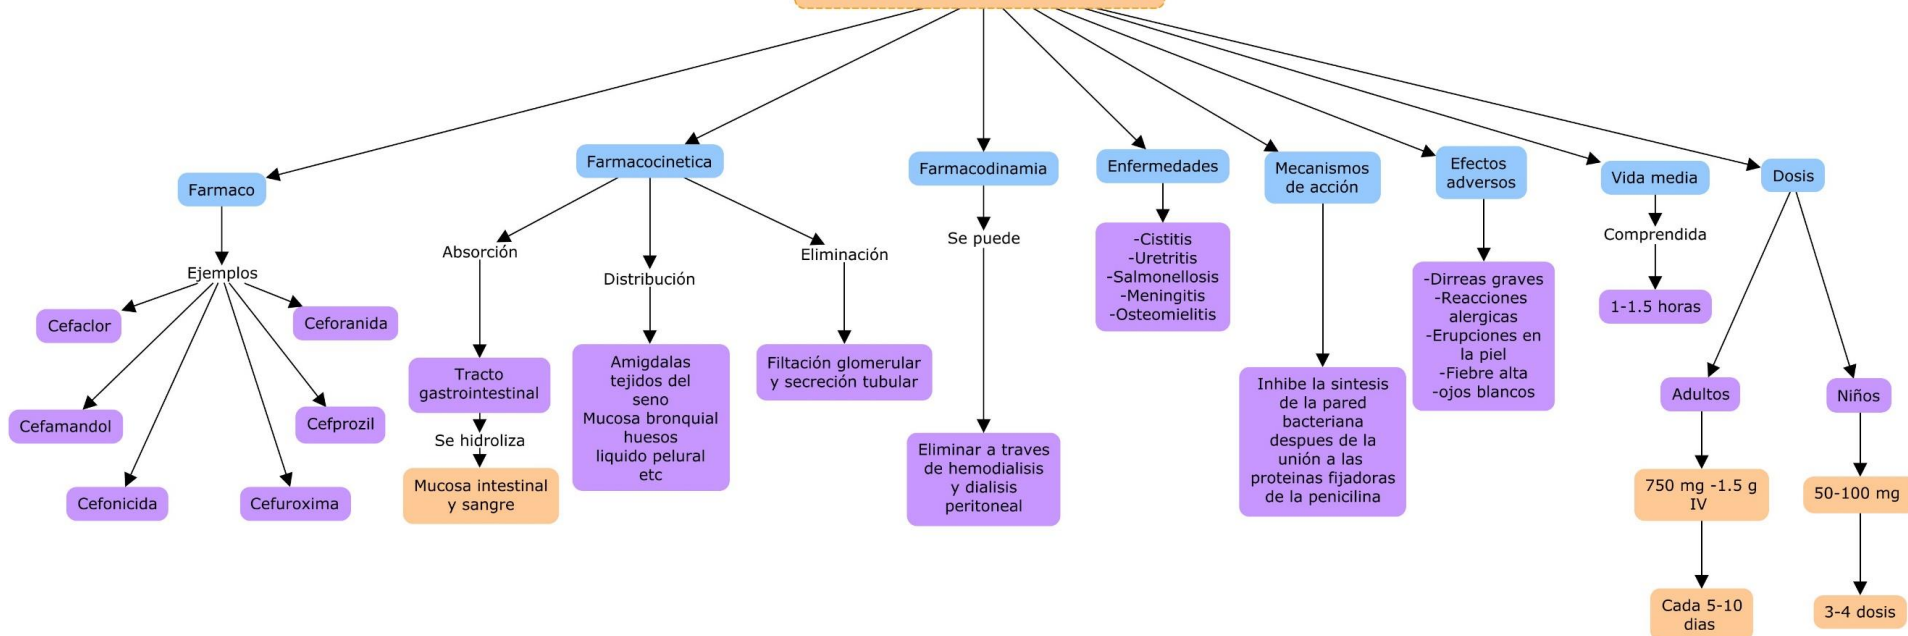 Farmaco
Ejemplos
Cefaclor
Ceforanida
Cefamandol
Cefprozil
Cefonicida
Cefuroxima
Farmacocinetica
Absorción
Tracto
gastrointestinal
Se hidroliza
Mucosa intestinal
y sangre
Distribución
Amigdalas
tejidos del
seno
Mucosa bronquial
huesos
liquido pelural
etc
Eliminación
Filtación glomerular
y secreción tubular
Farmacodinamia
Se puede
Eliminar a traves
de hemodialisis
y dialisis
peritoneal
Enfermedades
-Cistitis
-Uretritis
-Salmonellosis
-Meningitis
-Osteomielitis
Mecanismos
de acción
Inhibe la sintesis
de la pared
bacteriana
despues de la
unión a las
proteinas fijadoras
de la penicilina
Efectos
adversos
-Dirreas graves
-Reacciones
alergicas
-Erupciones en
la piel
-Fiebre alta
-ojos blancos
Vida media
Comprendida
1-1.5 horas
Dosis
Adultos
750 mg -1.5 g
IV
Cada 5-10
dias
Niños
50-100 mg
3-4 dosis